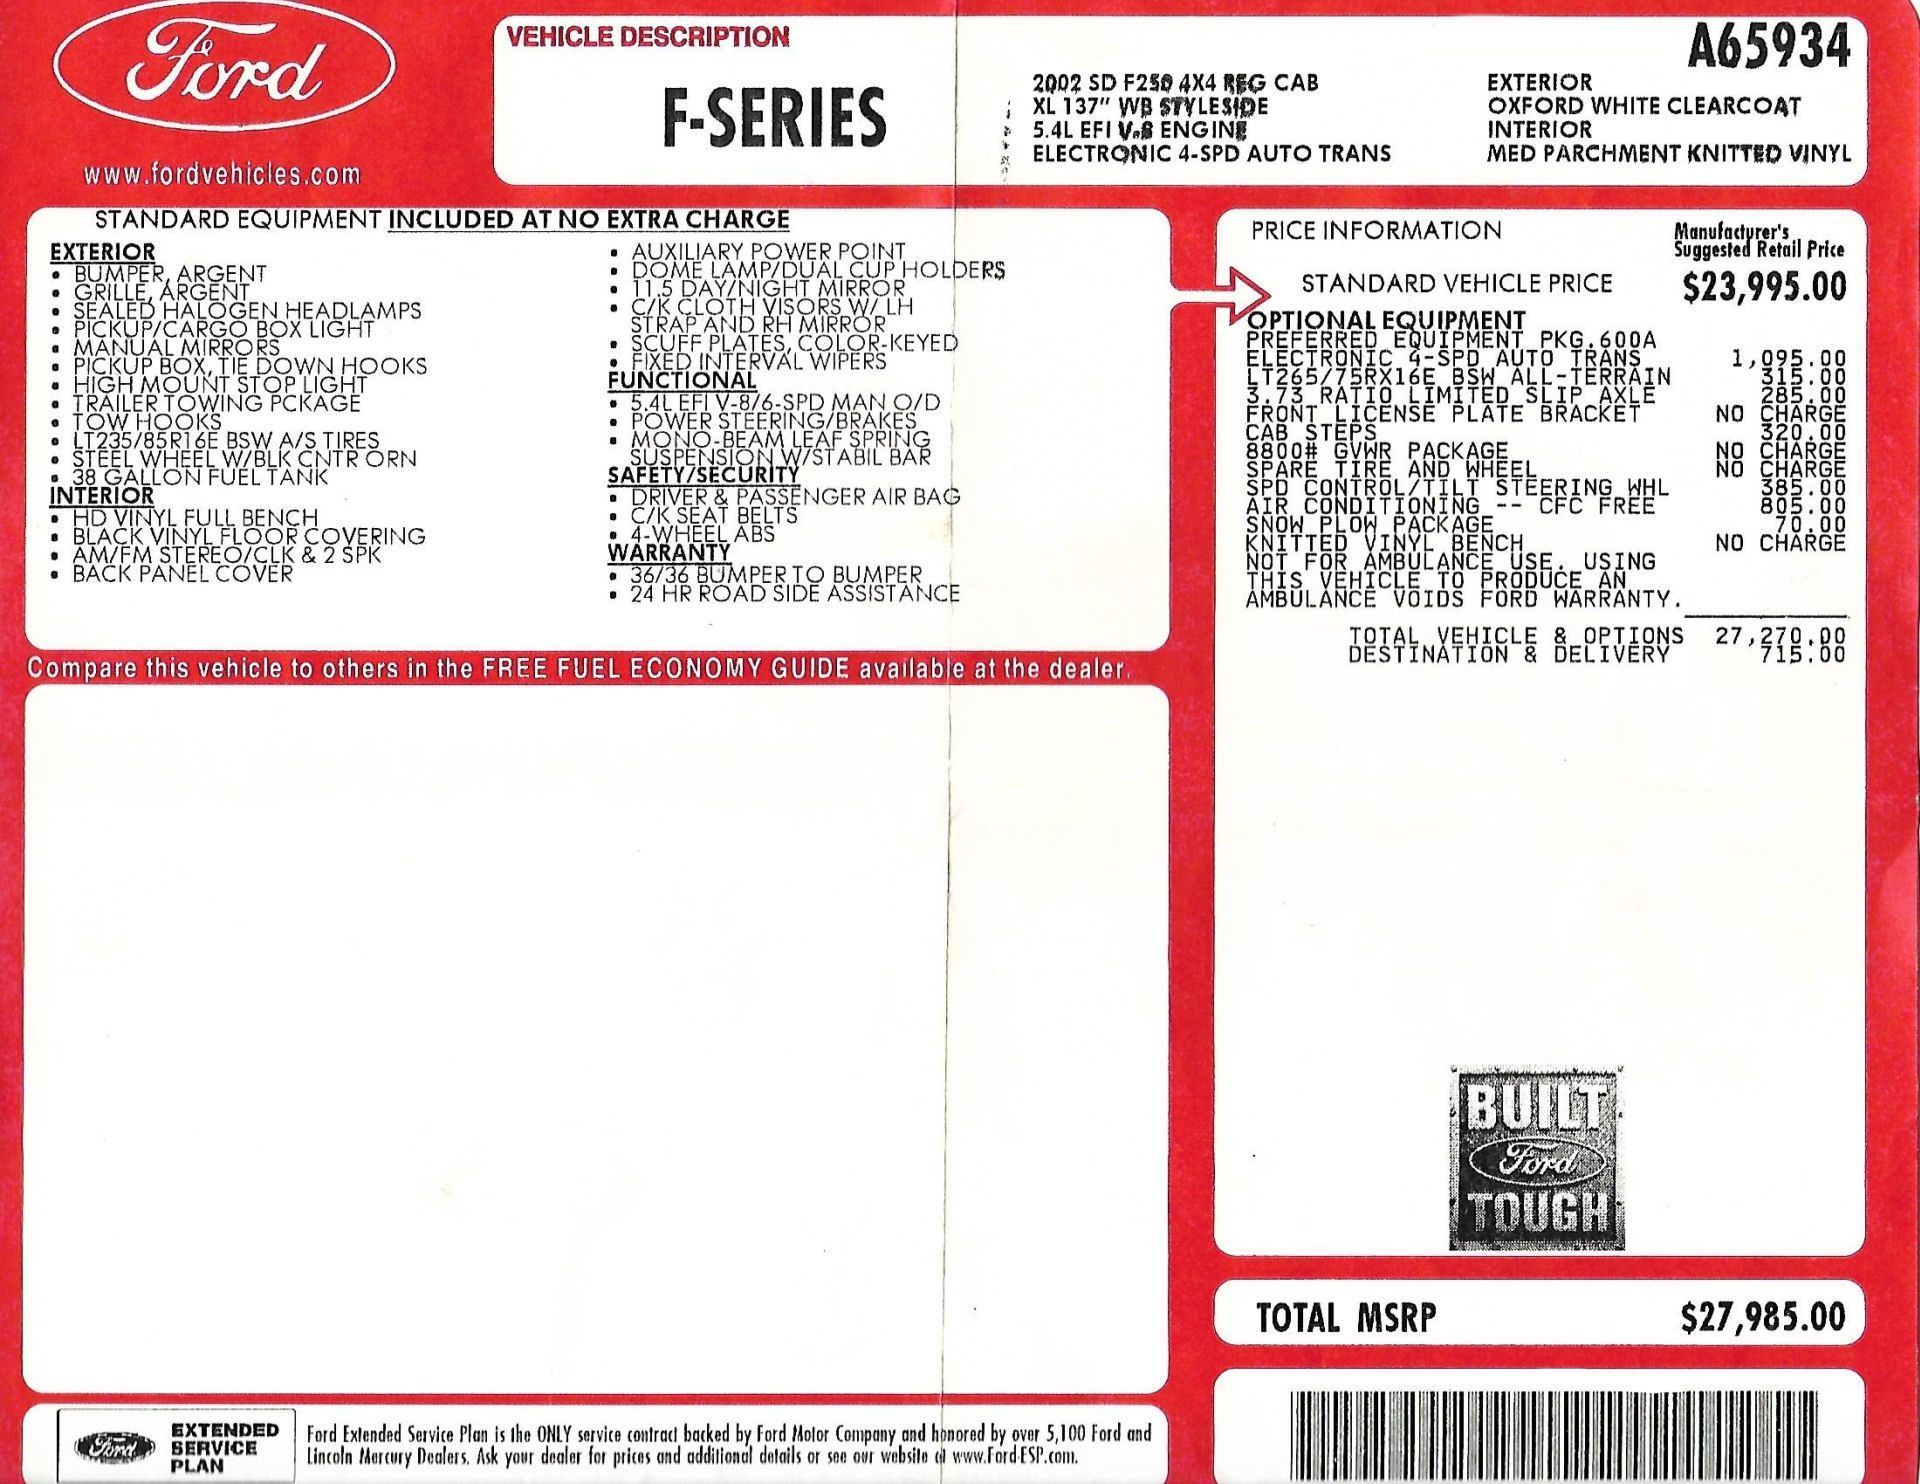 Ford
www.fordvehicles.com
VEHICLE DESCRIPTION
F-SERIES
2002 SD F250 4X4 REG CAB
XL 137" WB STYLESIDE
5.4L EFI V-8 ENGINE
ELECTRONIC 4-SPD AUTO TRANS
A65934
EXTERIOR
OXFORD WHITE CLEARCOAT
INTERIOR
MED PARCHMENT KNITTED VINYL
STANDARD EQUIPMENT INCLUDED AT NO EXTRA CHARGE
EXTERIOR
• BUMPER, ARGENT
• GRILLE, ARGENT
• SEALED HALOGEN HEADLAMPS
• PICKUP/CARGO BOX LIGHT
• MANUAL MIRRORS
• PICKUP BOX, TIE DOWN HOOKS
• HIGH MOUNT STOP LIGHT
• TRAILER TOWING PCKAGE
• TOW HOOKS
• LT235/85R16E BSW A/S TIRES
• STEEL WHEEL W/BLK CNTR ORN
• 38 GALLON FUEL TANK
INTERIOR
• HD VINYL FULL BENCH
• BLACK VINYL FLOOR COVERING
• AM/FM STEREO/CLK & 2 SPK
• BACK PANEL COVER
• AUXILIARY POWER POINT
• DOME LAMP/DUAL CUP HOLDERS
• 11.5 DAY/NIGHT MIRROR
• C/K CLOTH VISORS W/ LH
STRAP AND RH MIRROR
• SCUFF PLATES, COLOR-KEYED
• FIXED INTERVAL WIPERS
FUNCTIONAL
• 5.4L EFI V-8/6-SPD MAN O/D
• POWER STEERING/BRAKES
• MONO-BEAM LEAF SPRING
SUSPENSION W/STABIL BAR
SAFETY/SECURITY
• DRIVER & PASSENGER AIR BAG
• C/K SEAT BELTS
• 4-WHEEL ABS
WARRANTY
• 36/36 BUMPER TO BUMPER
• 24 HR ROAD SIDE ASSISTANCE
PRICE INFORMATION
Manufacturer's
Suggested Retail Price
STANDARD VEHICLE PRICE $23,995.00
OPTIONAL EQUIPMENT
PREFERRED EQUIPMENT PKG.600A
ELECTRONIC 4-SPD AUTO TRANS 1,095.00
LT265/75RX16E BSW ALL-TERRAIN 315.00
3.73 RATIO LIMITED SLIP AXLE 285.00
FRONT LICENSE PLATE BRACKET NO CHARGE
CAB STEPS 320.00
8800# GVWR PACKAGE NO CHARGE
SPARE TIRE AND WHEEL NO CHARGE
SPD CONTROL/TILT STEERING WHL 385.00
AIR CONDITIONING -- CFC FREE 805.00
SNOW PLOW PACKAGE 70.00
KNITTED VINYL BENCH NO CHARGE
NOT FOR AMBULANCE USE. USING
THIS VEHICLE TO PRODUCE AN
AMBULANCE VOIDS FORD WARRANTY.
TOTAL VEHICLE & OPTIONS 27,270.00
DESTINATION & DELIVERY 715.00
Compare this vehicle to others in the FREE FUEL ECONOMY GUIDE available at the dealer.
BUILT
Ford
TOUGH
TOTAL MSRP $27,985.00
Ford
EXTENDED
SERVICE
PLAN
Ford Extended Service Plan is the ONLY service contract backed by Ford Motor Company and honored by over 5,100 Ford and
Lincoln Mercury Dealers. Ask your dealer for prices and additional details or see our website at www.Ford-ESP.com.